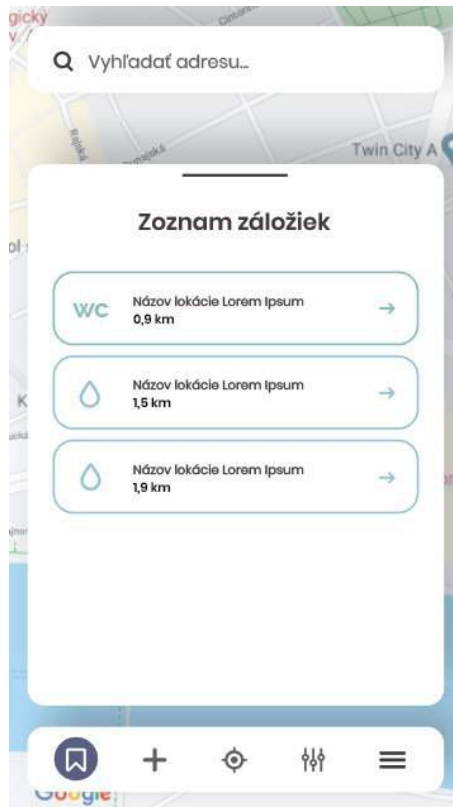 Vyhľadať adresu...
Rajská
Twin City A
Zoznam záložiek
WC
Názov lokácie Lorem Ipsum
0,9 km
Názov lokácie Lorem Ipsum
1,5 km
Názov lokácie Lorem Ipsum
1,9 km
Google